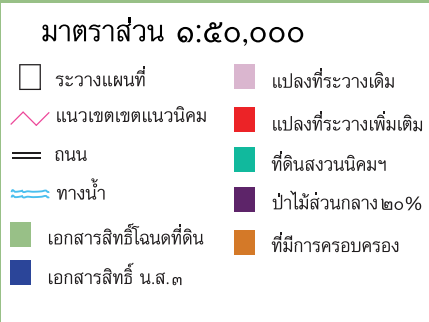 มาตราส่วน ๑:๕๐,๐๐๐
ระวางแผนที่
แนวเขตเขตแนวนิคม
ถนน
ทางน้ำ
เอกสารสิทธิ์โฉนดที่ดิน
เอกสารสิทธิ์ น.ส.๓
แปลงที่ระวางเดิม
แปลงที่ระวางเพิ่มเติม
ที่ดินสงวนนิคมฯ
ป่าไม้ส่วนกลาง ๒๐%
ที่มีการครอบครอง